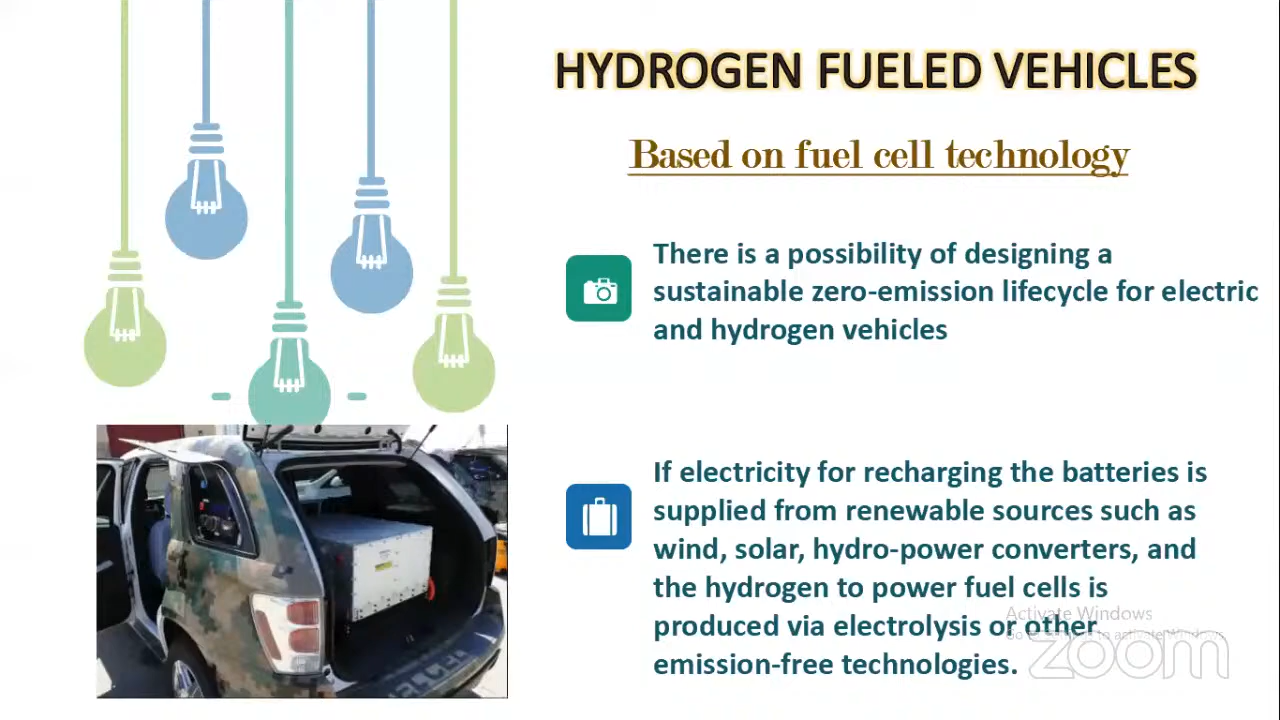 HYDROGEN FUELED VEHICLES
Based on fuel cell technology
There is a possibility of designing a
sustainable zero-emission lifecycle for electric
and hydrogen vehicles
If electricity for recharging the batteries is
supplied from renewable sources such as
wind, solar, hydro-power converters, and
the hydrogen to power fuel cells is
produced via electrolysis or other
emission-free technologies.
Activate Windows
to activate Windows.
zoom